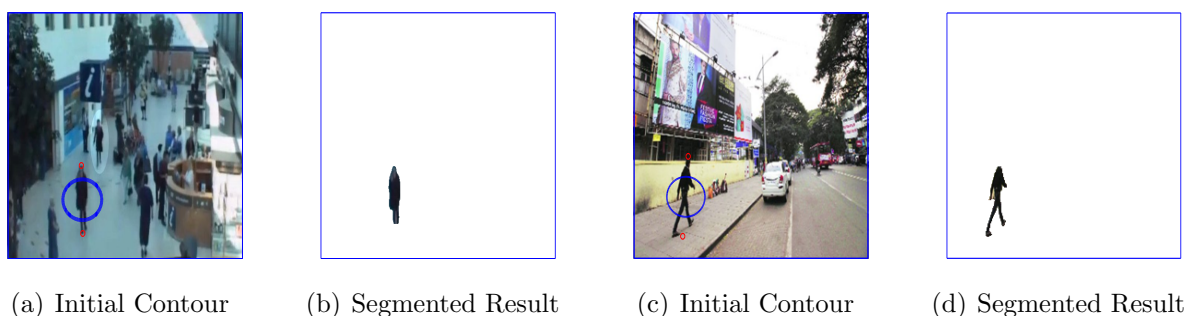 (a) Initial Contour
(b) Segmented Result
(c) Initial Contour
(d) Segmented Result